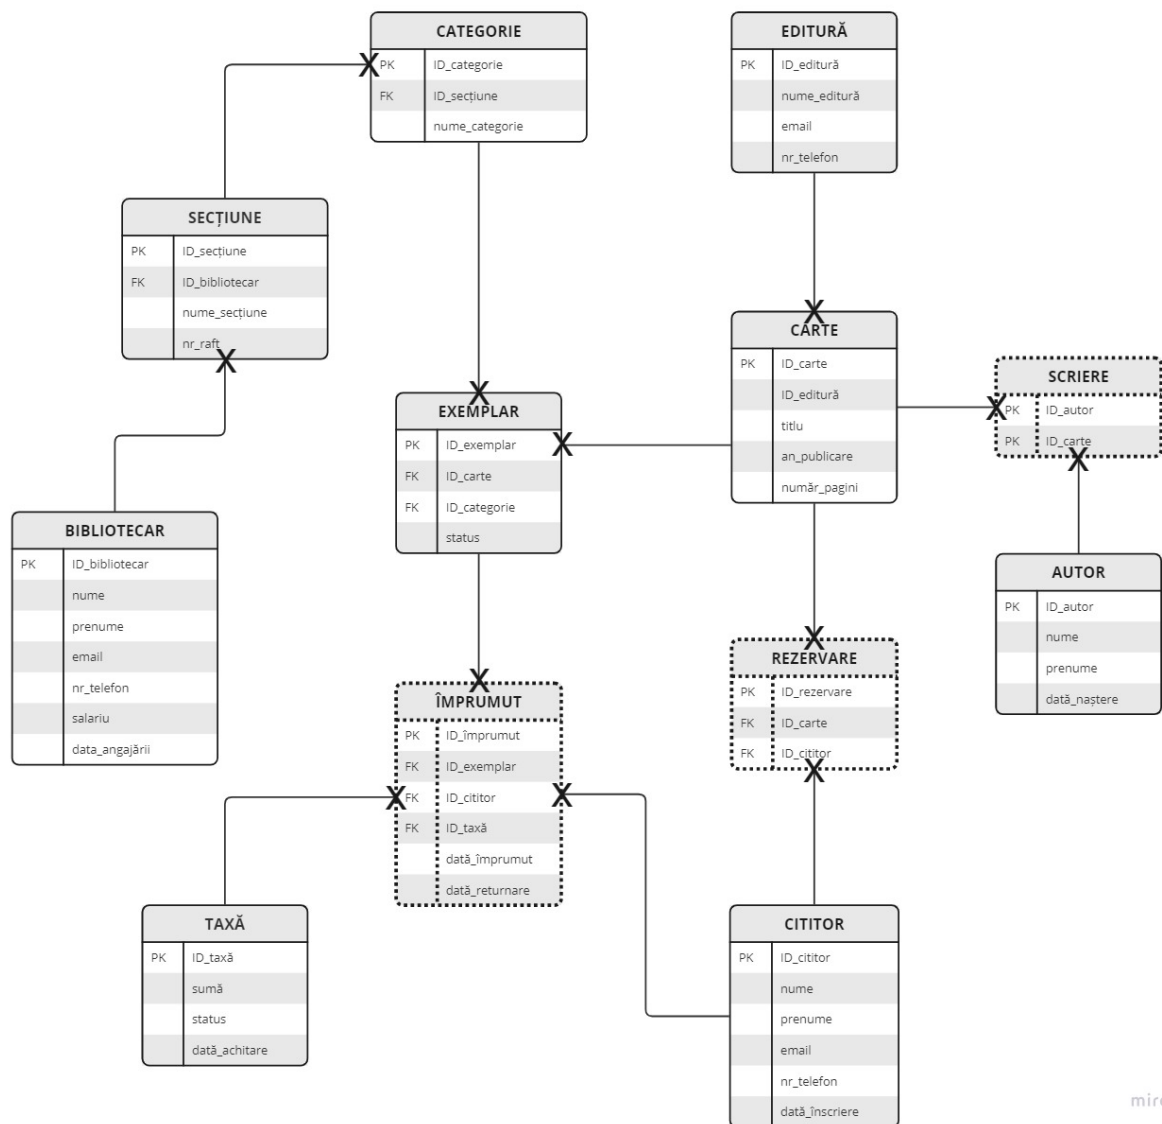 CATEGORIE
PK ID_categorie
FK ID_secțiune
nume_categorie
EDITURĂ
PK ID_editură
nume_editură
email
nr_telefon
SECȚIUNE
PK ID_secțiune
FK ID_bibliotecar
nume_secțiune
nr_raft
CARTE
PK ID_carte
ID_editură
titlu
an_publicare
număr_pagini
SCRIERE
PK ID_autor
PK ID_carte
EXEMPLAR
PK ID_exemplar
FK ID_carte
FK ID_categorie
status
BIBLIOTECAR
PK ID_bibliotecar
nume
prenume
email
nr_telefon
salariu
data_angajării
AUTOR
PK ID_autor
nume
prenume
dată_naștere
REZERVARE
PK ID_rezervare
FK ID_carte
FK ID_cititor
ÎMPRUMUT
PK ID_împrumut
FK ID_exemplar
FK ID_cititor
FK ID_taxă
dată_împrumut
dată_returnare
TAXĂ
PK ID_taxă
sumă
status
dată_achitare
CITITOR
PK ID_cititor
nume
prenume
email
nr_telefon
dată_înscriere